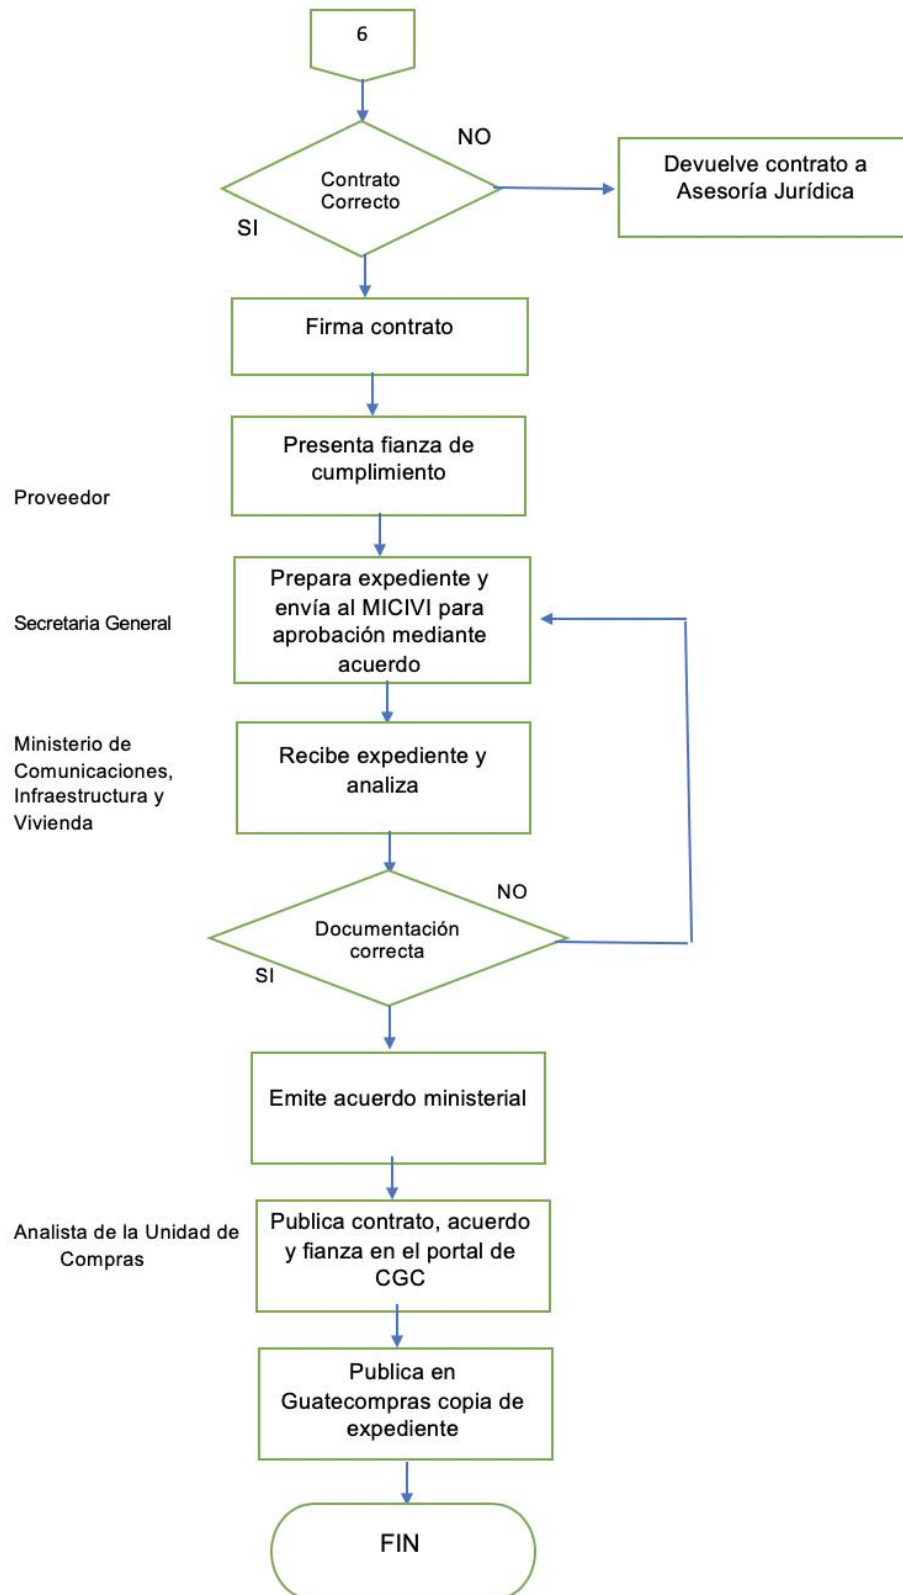 6
NO
Contrato
Correcto
SI
Devuelve contrato a
Asesoría Jurídica
Firma contrato
Presenta fianza de
cumplimiento
Proveedor
Prepara expediente y
envía al MICIVI para
aprobación mediante
acuerdo
Secretaria General
Ministerio de
Comunicaciones,
Infraestructura y
Vivienda
Recibe expediente y
analiza
NO
Documentación
correcta
SI
Emite acuerdo ministerial
Analista de la Unidad de
Compras
Publica contrato, acuerdo
y fianza en el portal de
CGC
Publica en
Guatecompras copia de
expediente
FIN